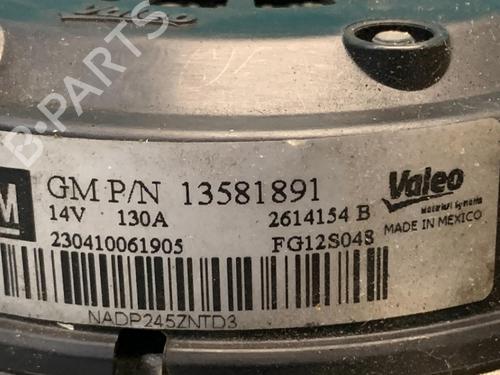 B-PARTS
GM P/N 13581891
14V 130A 2614154 B
230410061905 FG12S048
Valeo
MADE IN MEXICO
NADP245ZNTD3